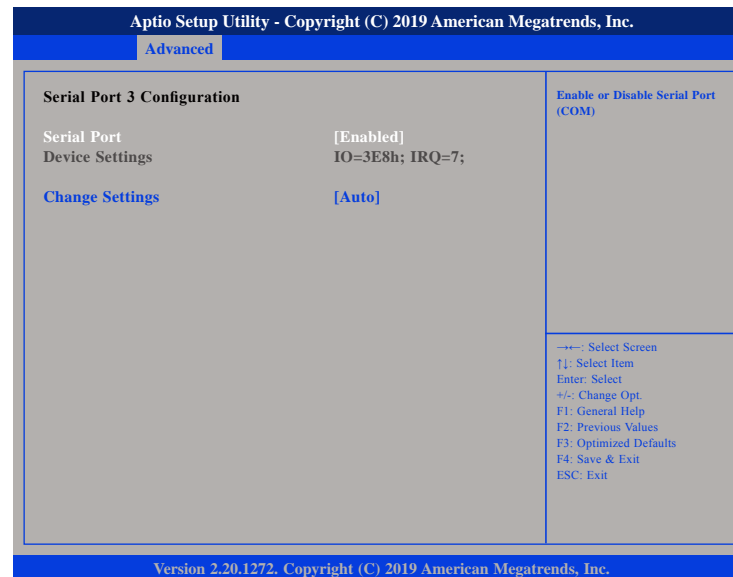 Aptio Setup Utility - Copyright (C) 2019 American Megatrends, Inc.
Advanced
Serial Port 3 Configuration
Serial Port [Enabled]
Device Settings IO=3E8h; IRQ=7;
Change Settings [Auto]
Enable or Disable Serial Port
(COM)
→←: Select Screen
↑↓: Select Item
Enter: Select
+/-: Change Opt.
F1: General Help
F2: Previous Values
F3: Optimized Defaults
F4: Save & Exit
ESC: Exit
Version 2.20.1272. Copyright (C) 2019 American Megatrends, Inc.